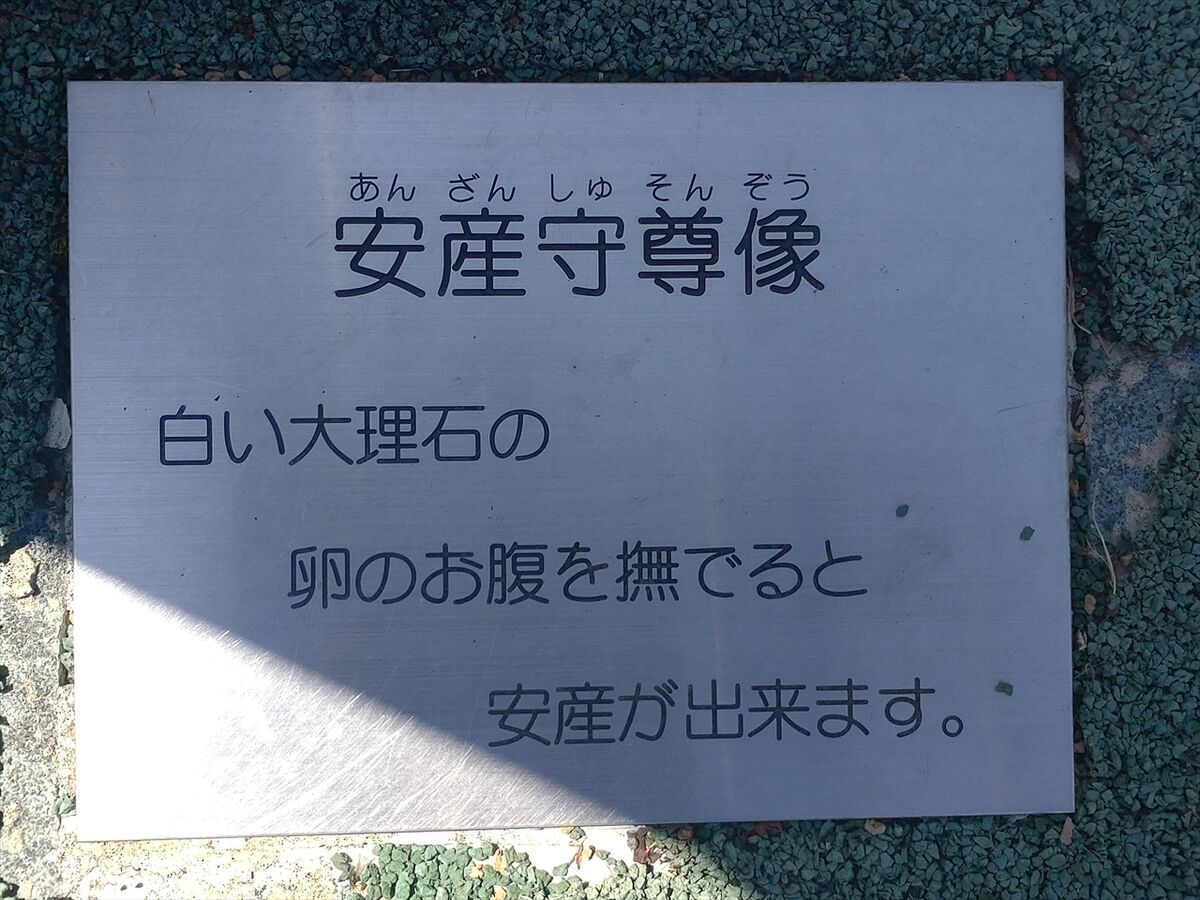 あん ざん しゅ そん ぞう
安産守尊像
白い大理石の
卵のお腹を撫でると
安産が出来ます。